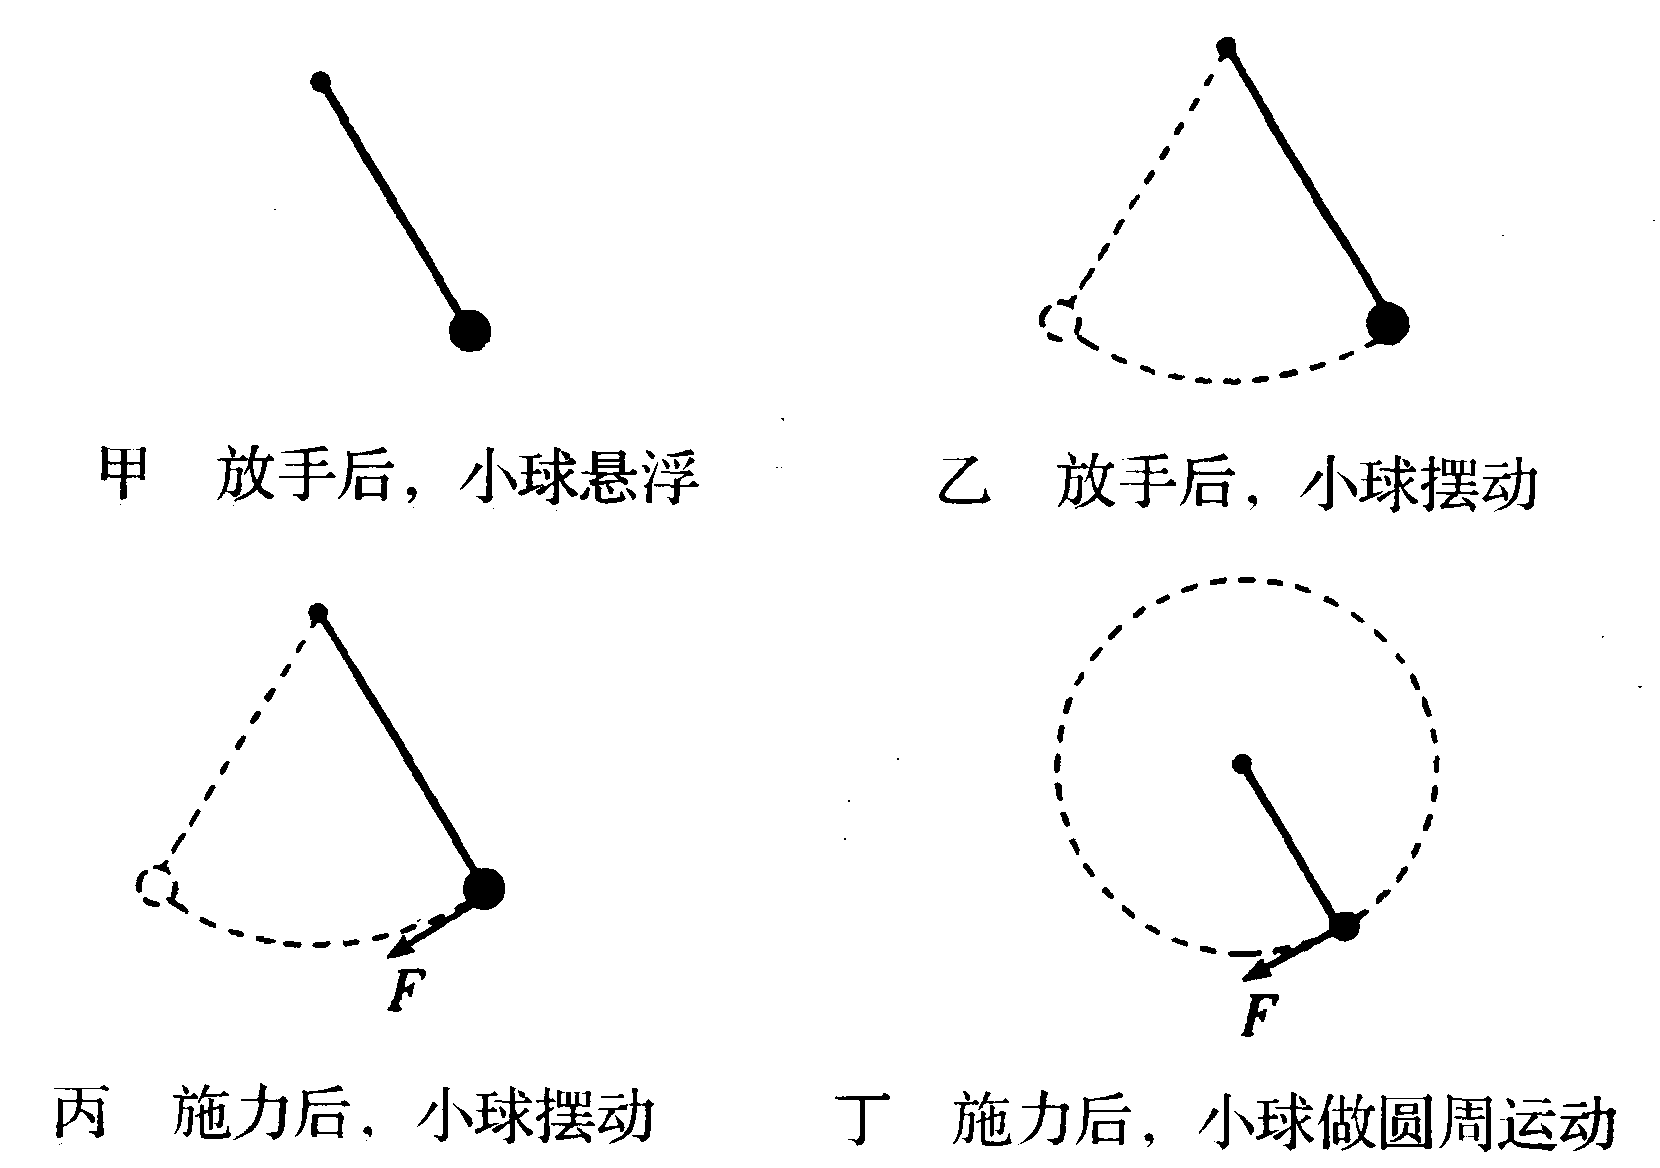 甲 放手后，小球悬浮
乙 放手后，小球摆动
F
F
丙 施力后，小球摆动
丁 施力后，小球做圆周运动